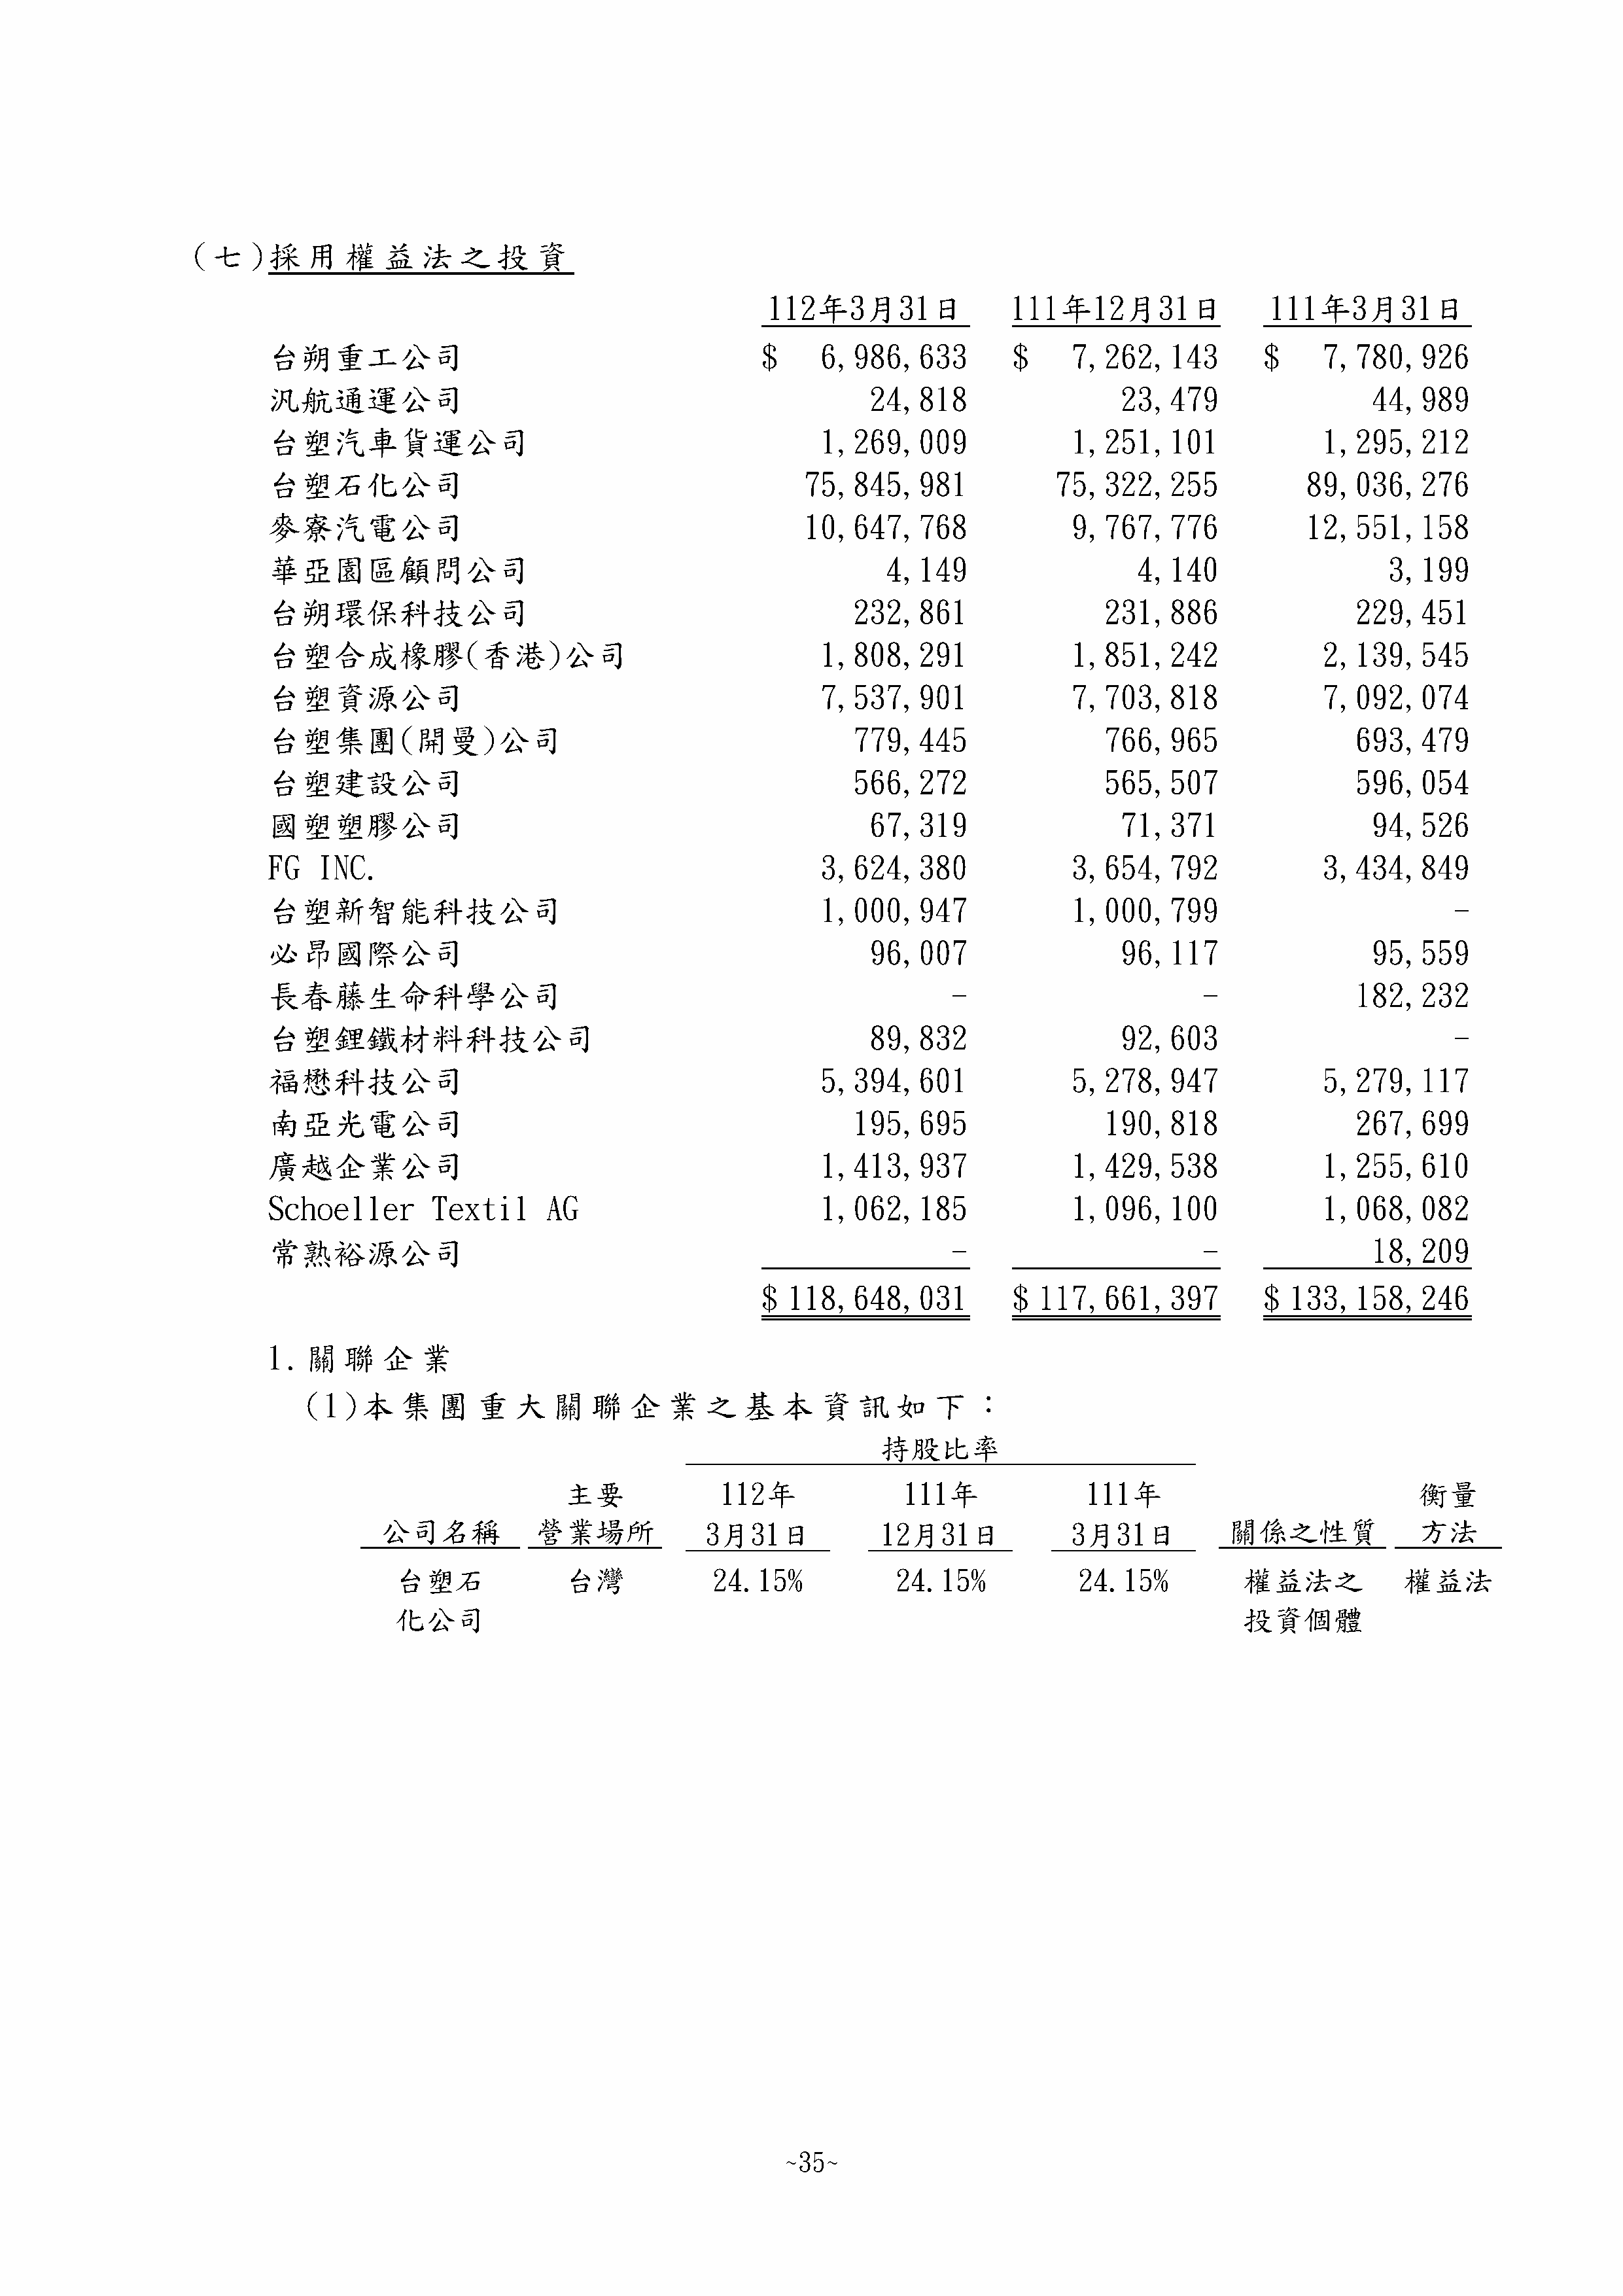 (七)採用權益法之投資
112年3月31日 111年12月31日 111年3月31日
台朔重工公司 $ 6,986,633 $ 7,262,143 $ 7,780,926
汎航通運公司 24,818 23,479 44,989
台塑汽車貨運公司 1,269,009 1,251,101 1,295,212
台塑石化公司 75,845,981 75,322,255 89,036,276
麥寮汽電公司 10,647,768 9,767,776 12,551,158
華亞園區顧問公司 4,149 4,140 3,199
台朔環保科技公司 232,861 231,886 229,451
台塑合成橡膠(香港)公司 1,808,291 1,851,242 2,139,545
台塑資源公司 7,537,901 7,703,818 7,092,074
台塑集團(開曼)公司 779,445 766,965 693,479
台塑建設公司 566,272 565,507 596,054
國塑塑膠公司 67,319 71,371 94,526
FG INC. 3,624,380 3,654,792 3,434,849
台塑新智能科技公司 1,000,947 1,000,799 -
必昂國際公司 96,007 96,117 95,559
長春藤生命科學公司 - - 182,232
台塑鋰鐵材料科技公司 89,832 92,603 -
福懋科技公司 5,394,601 5,278,947 5,279,117
南亞光電公司 195,695 190,818 267,699
廣越企業公司 1,413,937 1,429,538 1,255,610
Schoeller Textil AG 1,062,185 1,096,100 1,068,082
常熟裕源公司 - - 18,209
$ 118,648,031 $ 117,661,397 $ 133,158,246
1.關聯企業
(1)本集團重大關聯企業之基本資訊如下：
持股比率
主要 112年 111年 111年 衡量
公司名稱 營業場所 3月31日 12月31日 3月31日 關係之性質 方法
台塑石 台灣 24.15% 24.15% 24.15% 權益法之 權益法
化公司 投資個體
~35~